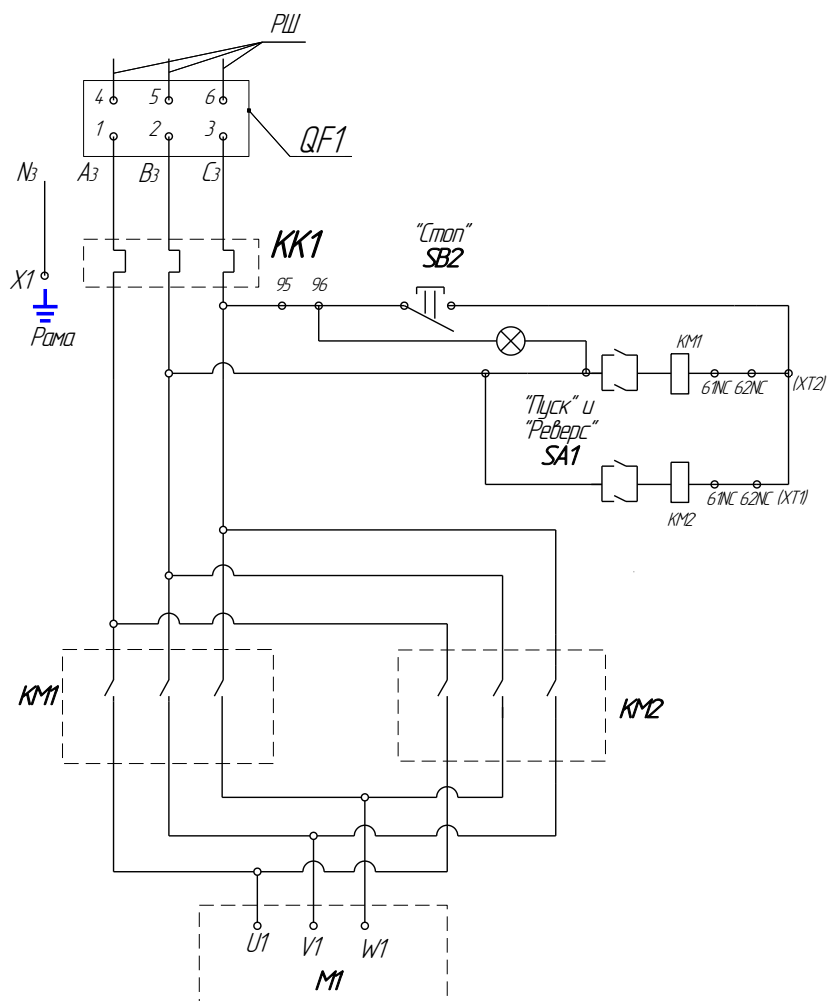 РШ
4 5 6
1 2 3
QF1
N3 A3 B3 C3
KK1
"Стоп"
SB2
X1
95 96
Рама
KM1
61NC 62NC (XT2)
"Пуск" и
"Реверс"
SA1
61NC 62NC (XT1)
KM2
KM1
KM2
U1 V1 W1
M1